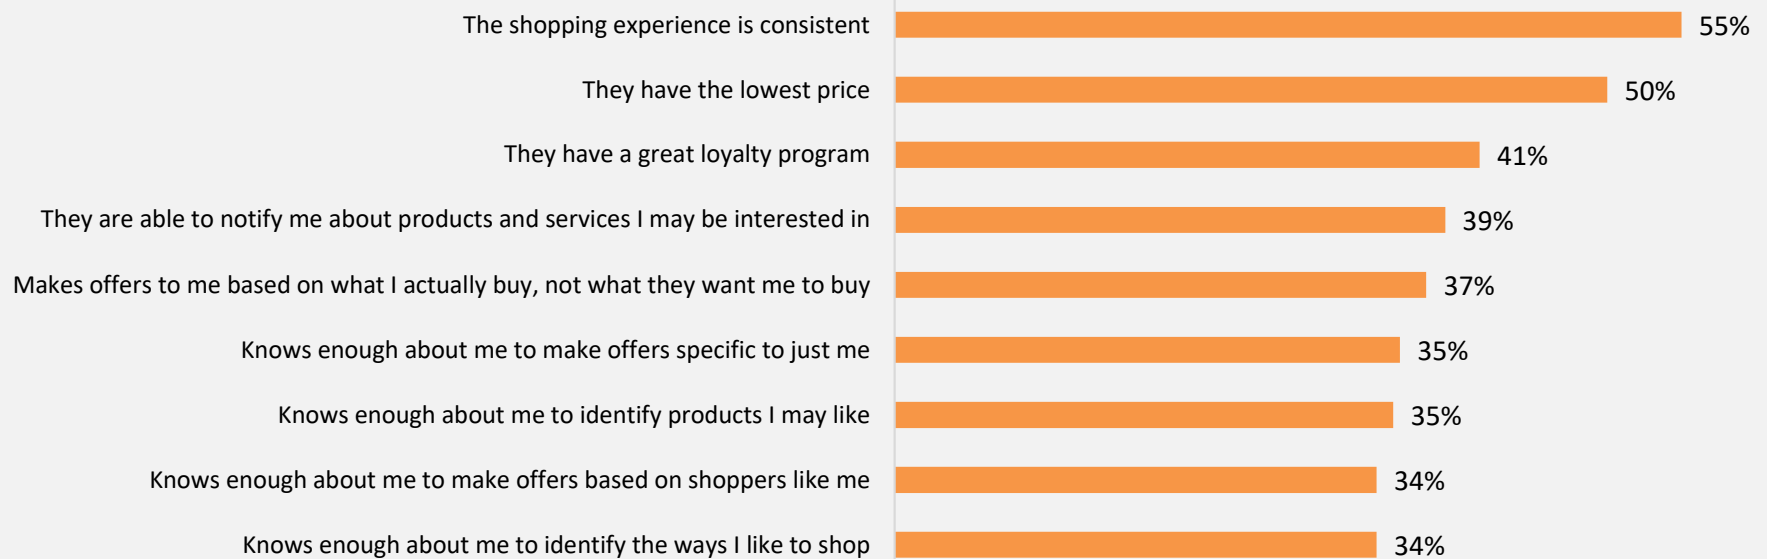 The shopping experience is consistent 55%
They have the lowest price 50%
They have a great loyalty program 41%
They are able to notify me about products and services I may be interested in 39%
Makes offers to me based on what I actually buy, not what they want me to buy 37%
Knows enough about me to make offers specific to just me 35%
Knows enough about me to identify products I may like 35%
Knows enough about me to make offers based on shoppers like me 34%
Knows enough about me to identify the ways I like to shop 34%